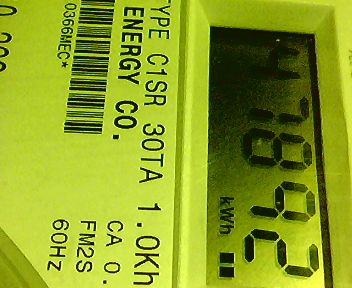 TYPE C1SR 30TA 1.0Kh
ENERGY CO.
CA 0.
FM2S
60HZ
0366MEC*
47892
kWh